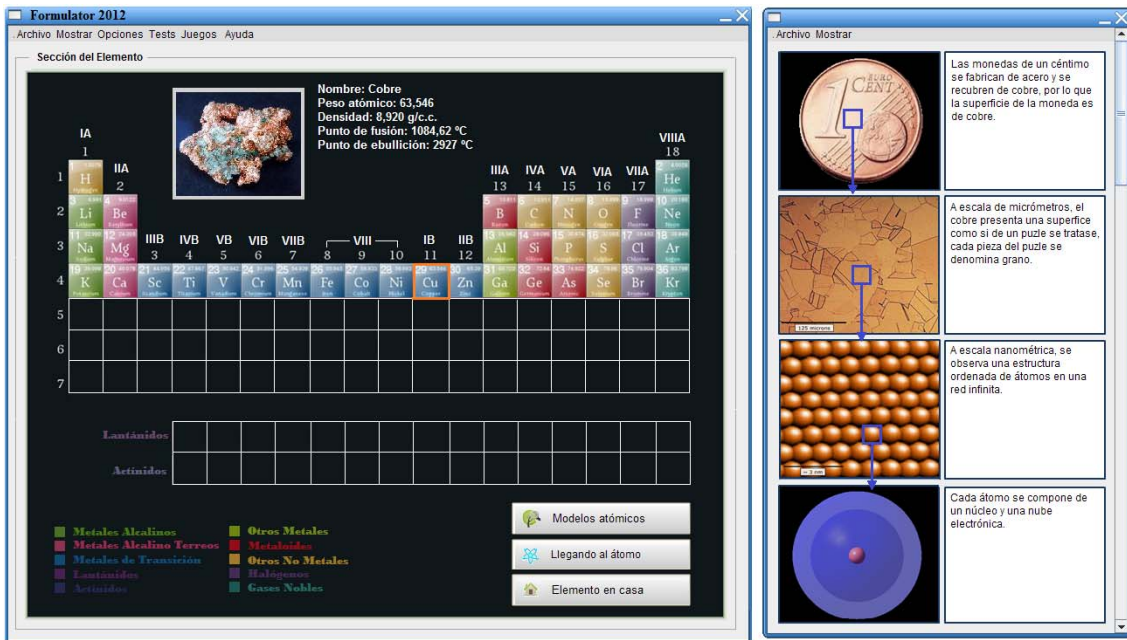 Formulator 2012
Archivo Mostrar Opciones Tests Juegos Ayuda
Sección del Elemento
Nombre: Cobre
Peso atómico: 63,546
Densidad: 8,920 g/c.c.
Punto de fusión: 1084,62 ºC
Punto de ebullición: 2927 ºC
IA VIIIA
1 18
IIA IIIA IVA VA VIA VIIA
2 13 14 15 16 17
1 H He
2 Li Be B C N O F Ne
IIIB IVB VB VIB VIIB VIII IB IIB
3 4 5 6 7 8 9 10 11 12
3 Na Mg Al Si P S Cl Ar
4 K Ca Sc Ti V Cr Mn Fe Co Ni Cu Zn Ga Ge As Se Br Kr
5
6
7
Lantánidos
Actínidos
Metales Alcalinos
Metales Alcalino Terreos
Metales de Transición
Lantánidos
Actínidos
Otros Metales
Metaloides
Otros No Metales
Halógenos
Gases Nobles
Modelos atómicos
Llegando al átomo
Elemento en casa
Archivo Mostrar
1 EURO
CENT
Las monedas de un céntimo
se fabrican de acero y se
recubren de cobre, por lo que
la superficie de la moneda es
de cobre.
125 microns
A escala de micrómetros, el
cobre presenta una superfice
como si de un puzle se tratase,
cada pieza del puzle se
denomina grano.
A escala nanométrica, se
observa una estructura
ordenada de átomos en una
red infinita.
Cada átomo se compone de
un núcleo y una nube
electrónica.